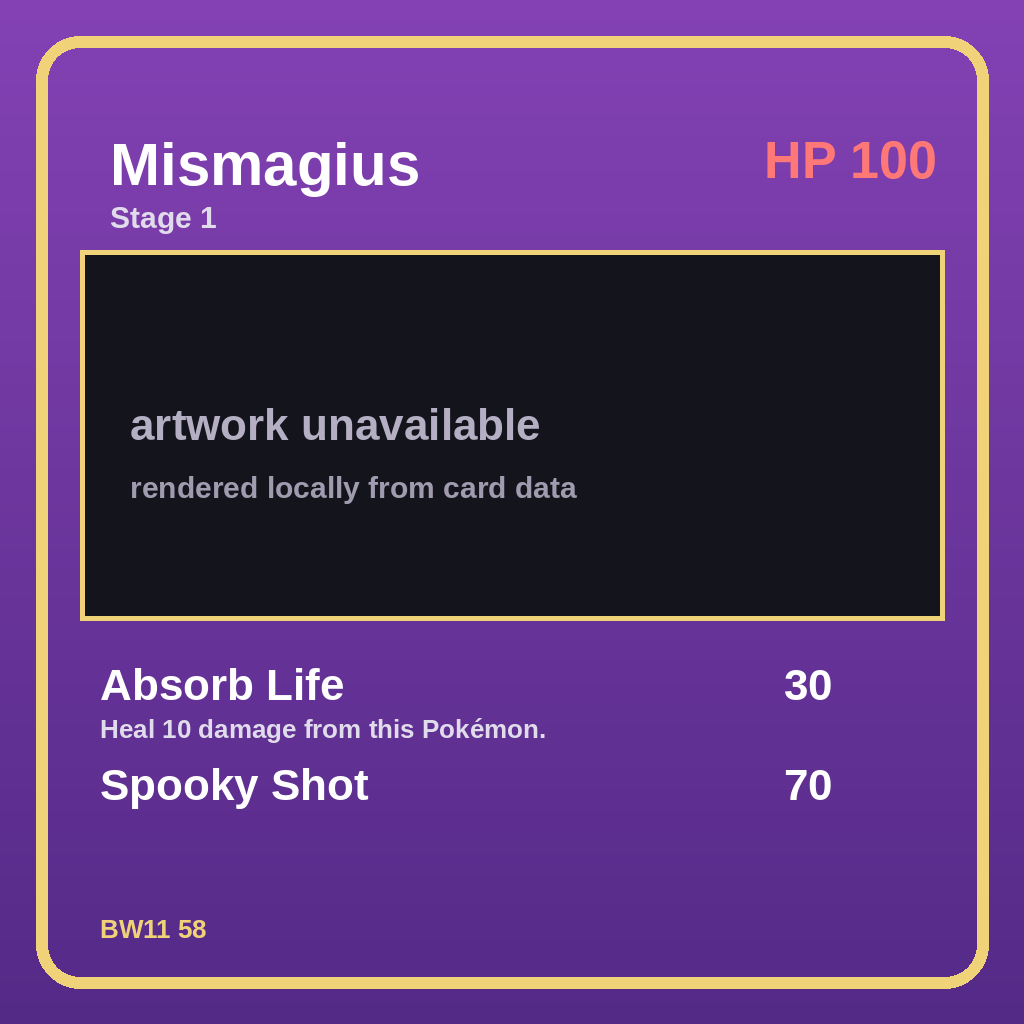 Mismagius
HP 100
Stage 1
artwork unavailable
rendered locally from card data
Absorb Life 30
Heal 10 damage from this Pokémon.
Spooky Shot 70
BW11 58